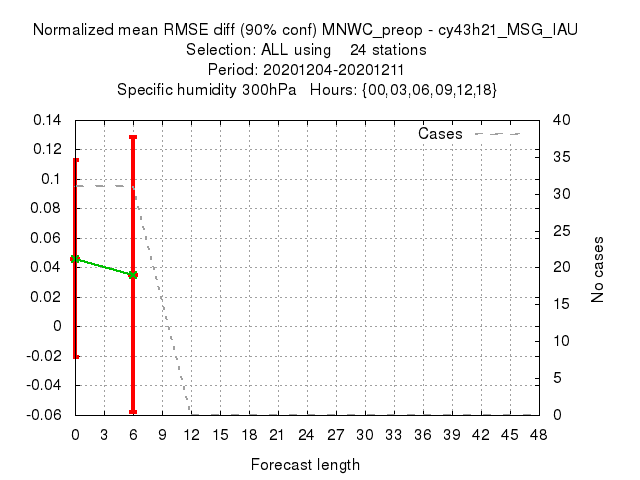 Normalized mean RMSE diff (90% conf) MNWC_preop - cy43h21_MSG_IAU
Selection: ALL using 24 stations
Period: 20201204-20201211
Specific humidity 300hPa Hours: {00,03,06,09,12,18}
Cases
0.14
0.12
0.1
0.08
0.06
0.04
0.02
0
-0.02
-0.04
-0.06
40
35
30
25
20
15
10
5
0
No cases
0 3 6 9 12 15 18 21 24 27 30 33 36 39 42 45 48
Forecast length